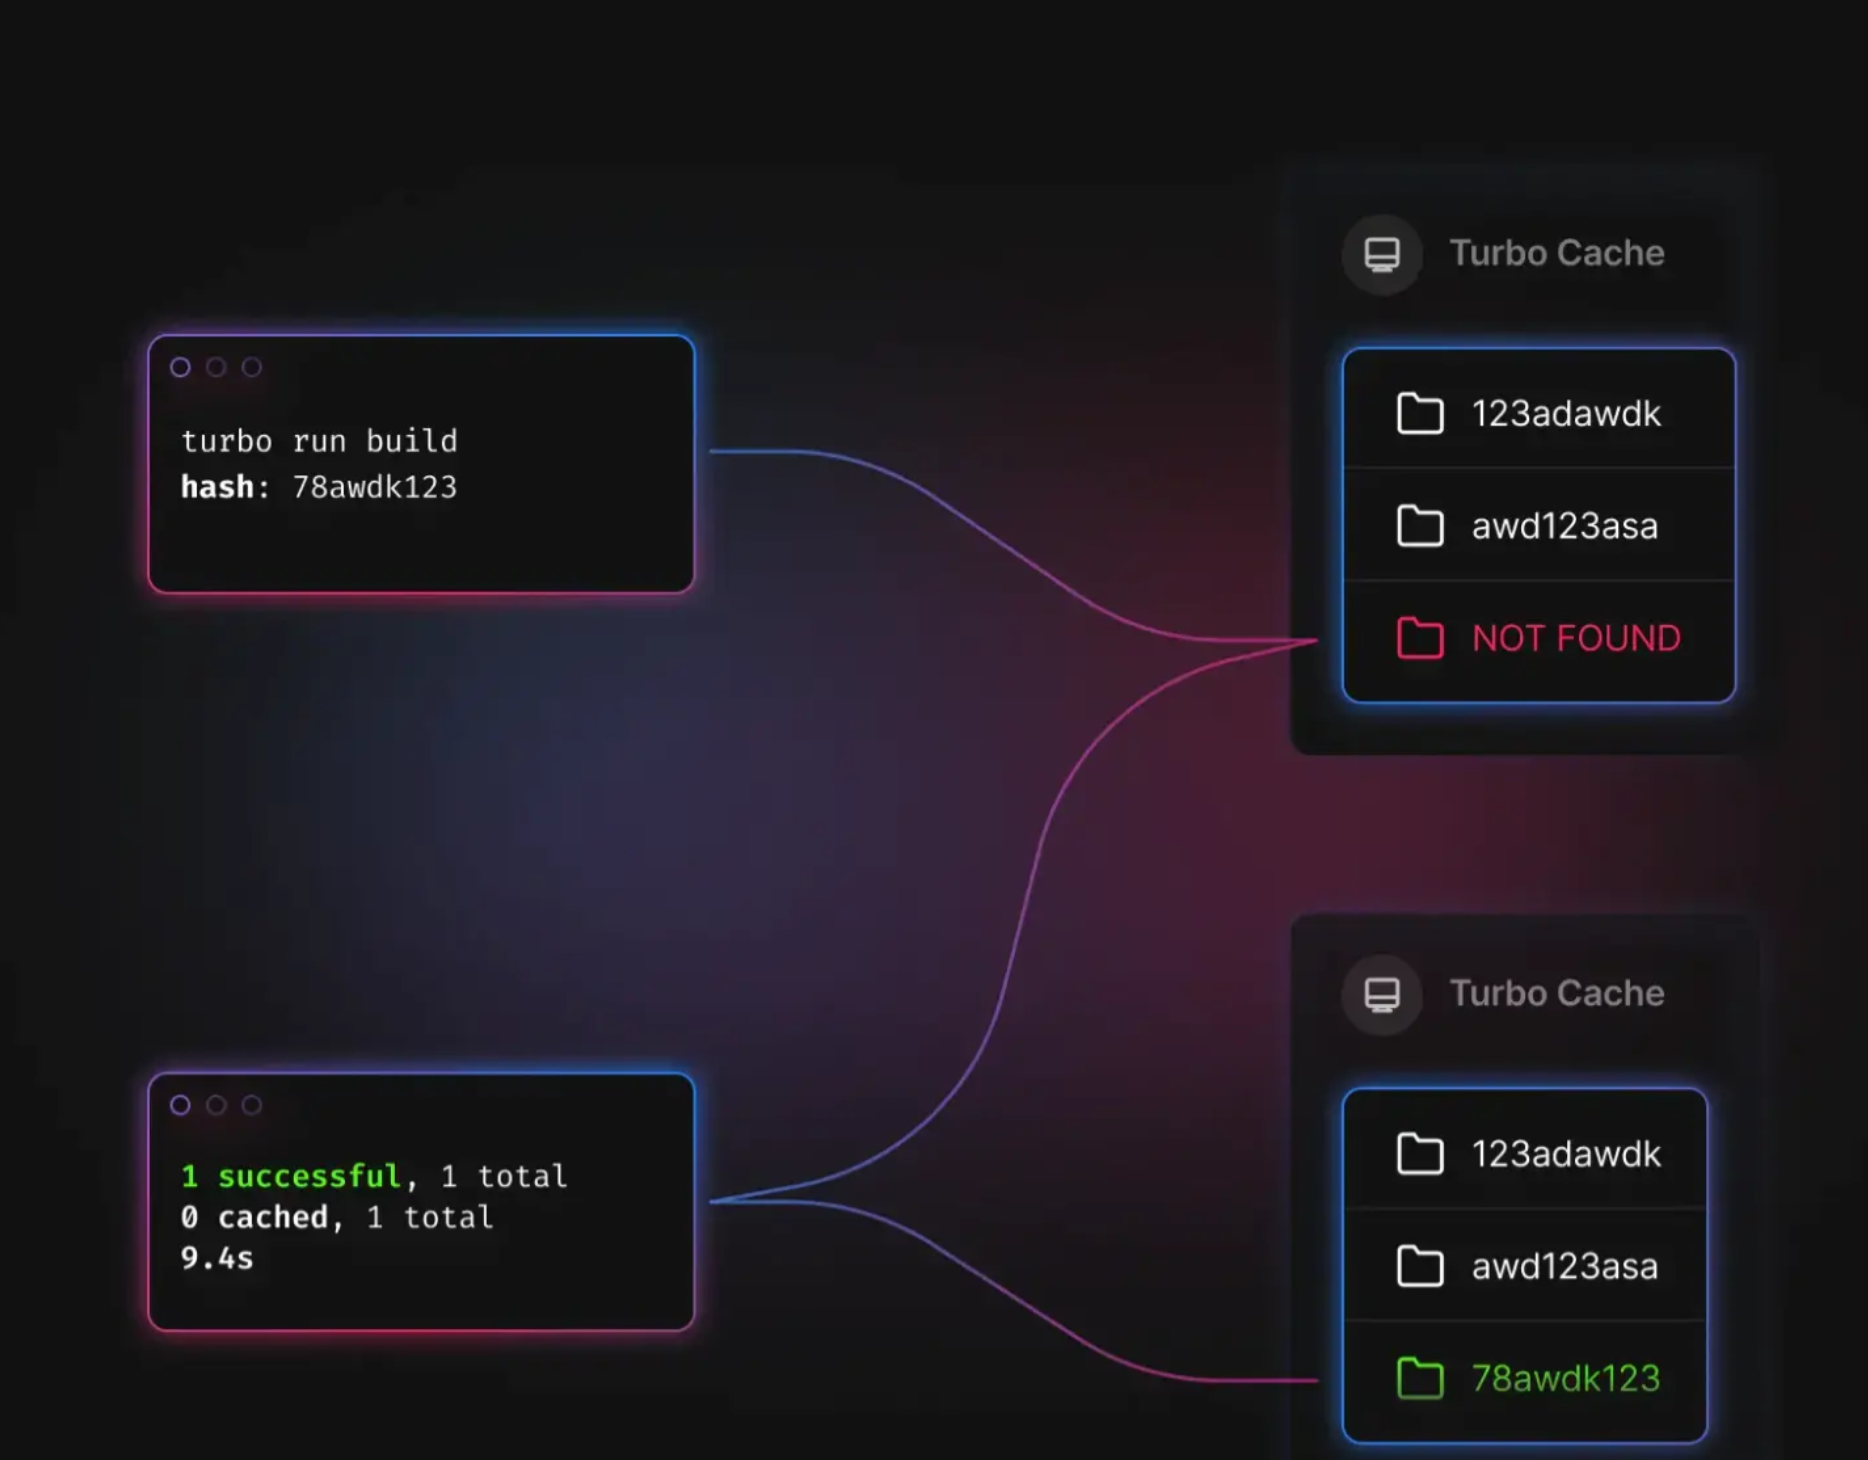 turbo run build
hash: 78awdk123
Turbo Cache
123adawdk
awd123asa
NOT FOUND
1 successful, 1 total
0 cached, 1 total
9.4s
Turbo Cache
123adawdk
awd123asa
78awdk123